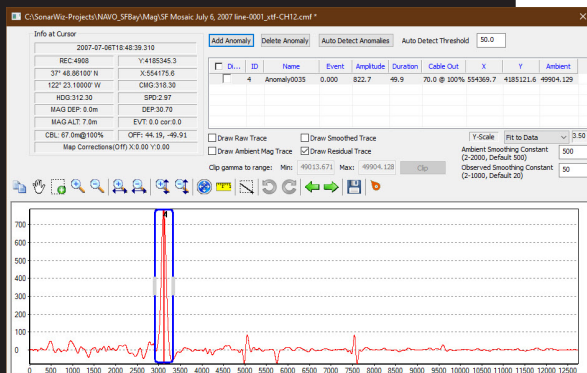 C:\SonarWiz-Projects\NAVO_SFBay\Mag\SF Mosaic July 6, 2007 line-0001_xtf-CH12.cmf *
Info at Cursor
2007-07-06T18:48:39.310
REC:4908 Y:4185345.3
37° 48.86100' N X:554175.6
122° 23.10000' W CMG:318.30
HDG:312.30 SPD:2.97
MAG DEP: 0.0m DEP:30.70
MAG ALT: 7.0m EVT: 0.0 cor:0.0
CBL: 67.0m@100% OFF: 44.19, -49.91
Map Corrections(Off) X:0.00 Y:0.00
Add Anomaly Delete Anomaly Auto Detect Anomalies Auto Detect Threshold 50.0
Di... ID Name Event Amplitude Duration Cable Out X Y Ambient
4 Anomaly0035 0.000 822.7 49.9 70.0 @ 100% 554369.7 4185121.6 49904.129
Draw Raw Trace Draw Smoothed Trace Y-Scale Fit to Data 3.50
Draw Ambient Mag Trace Draw Residual Trace
Ambient Smoothing Constant (2-2000, Default 500) 500
Clip gamma to range: Min: 49013.671 Max: 49904.128 Clip
Observed Smoothing Constant (2-1000, Default 20) 50
4
700
600
500
400
300
200
100
0
0 500 1000 1500 2000 2500 3000 3500 4000 4500 5000 5500 6000 6500 7000 7500 8000 8500 9000 9500 10000 10500 11000 11500 12000 12500